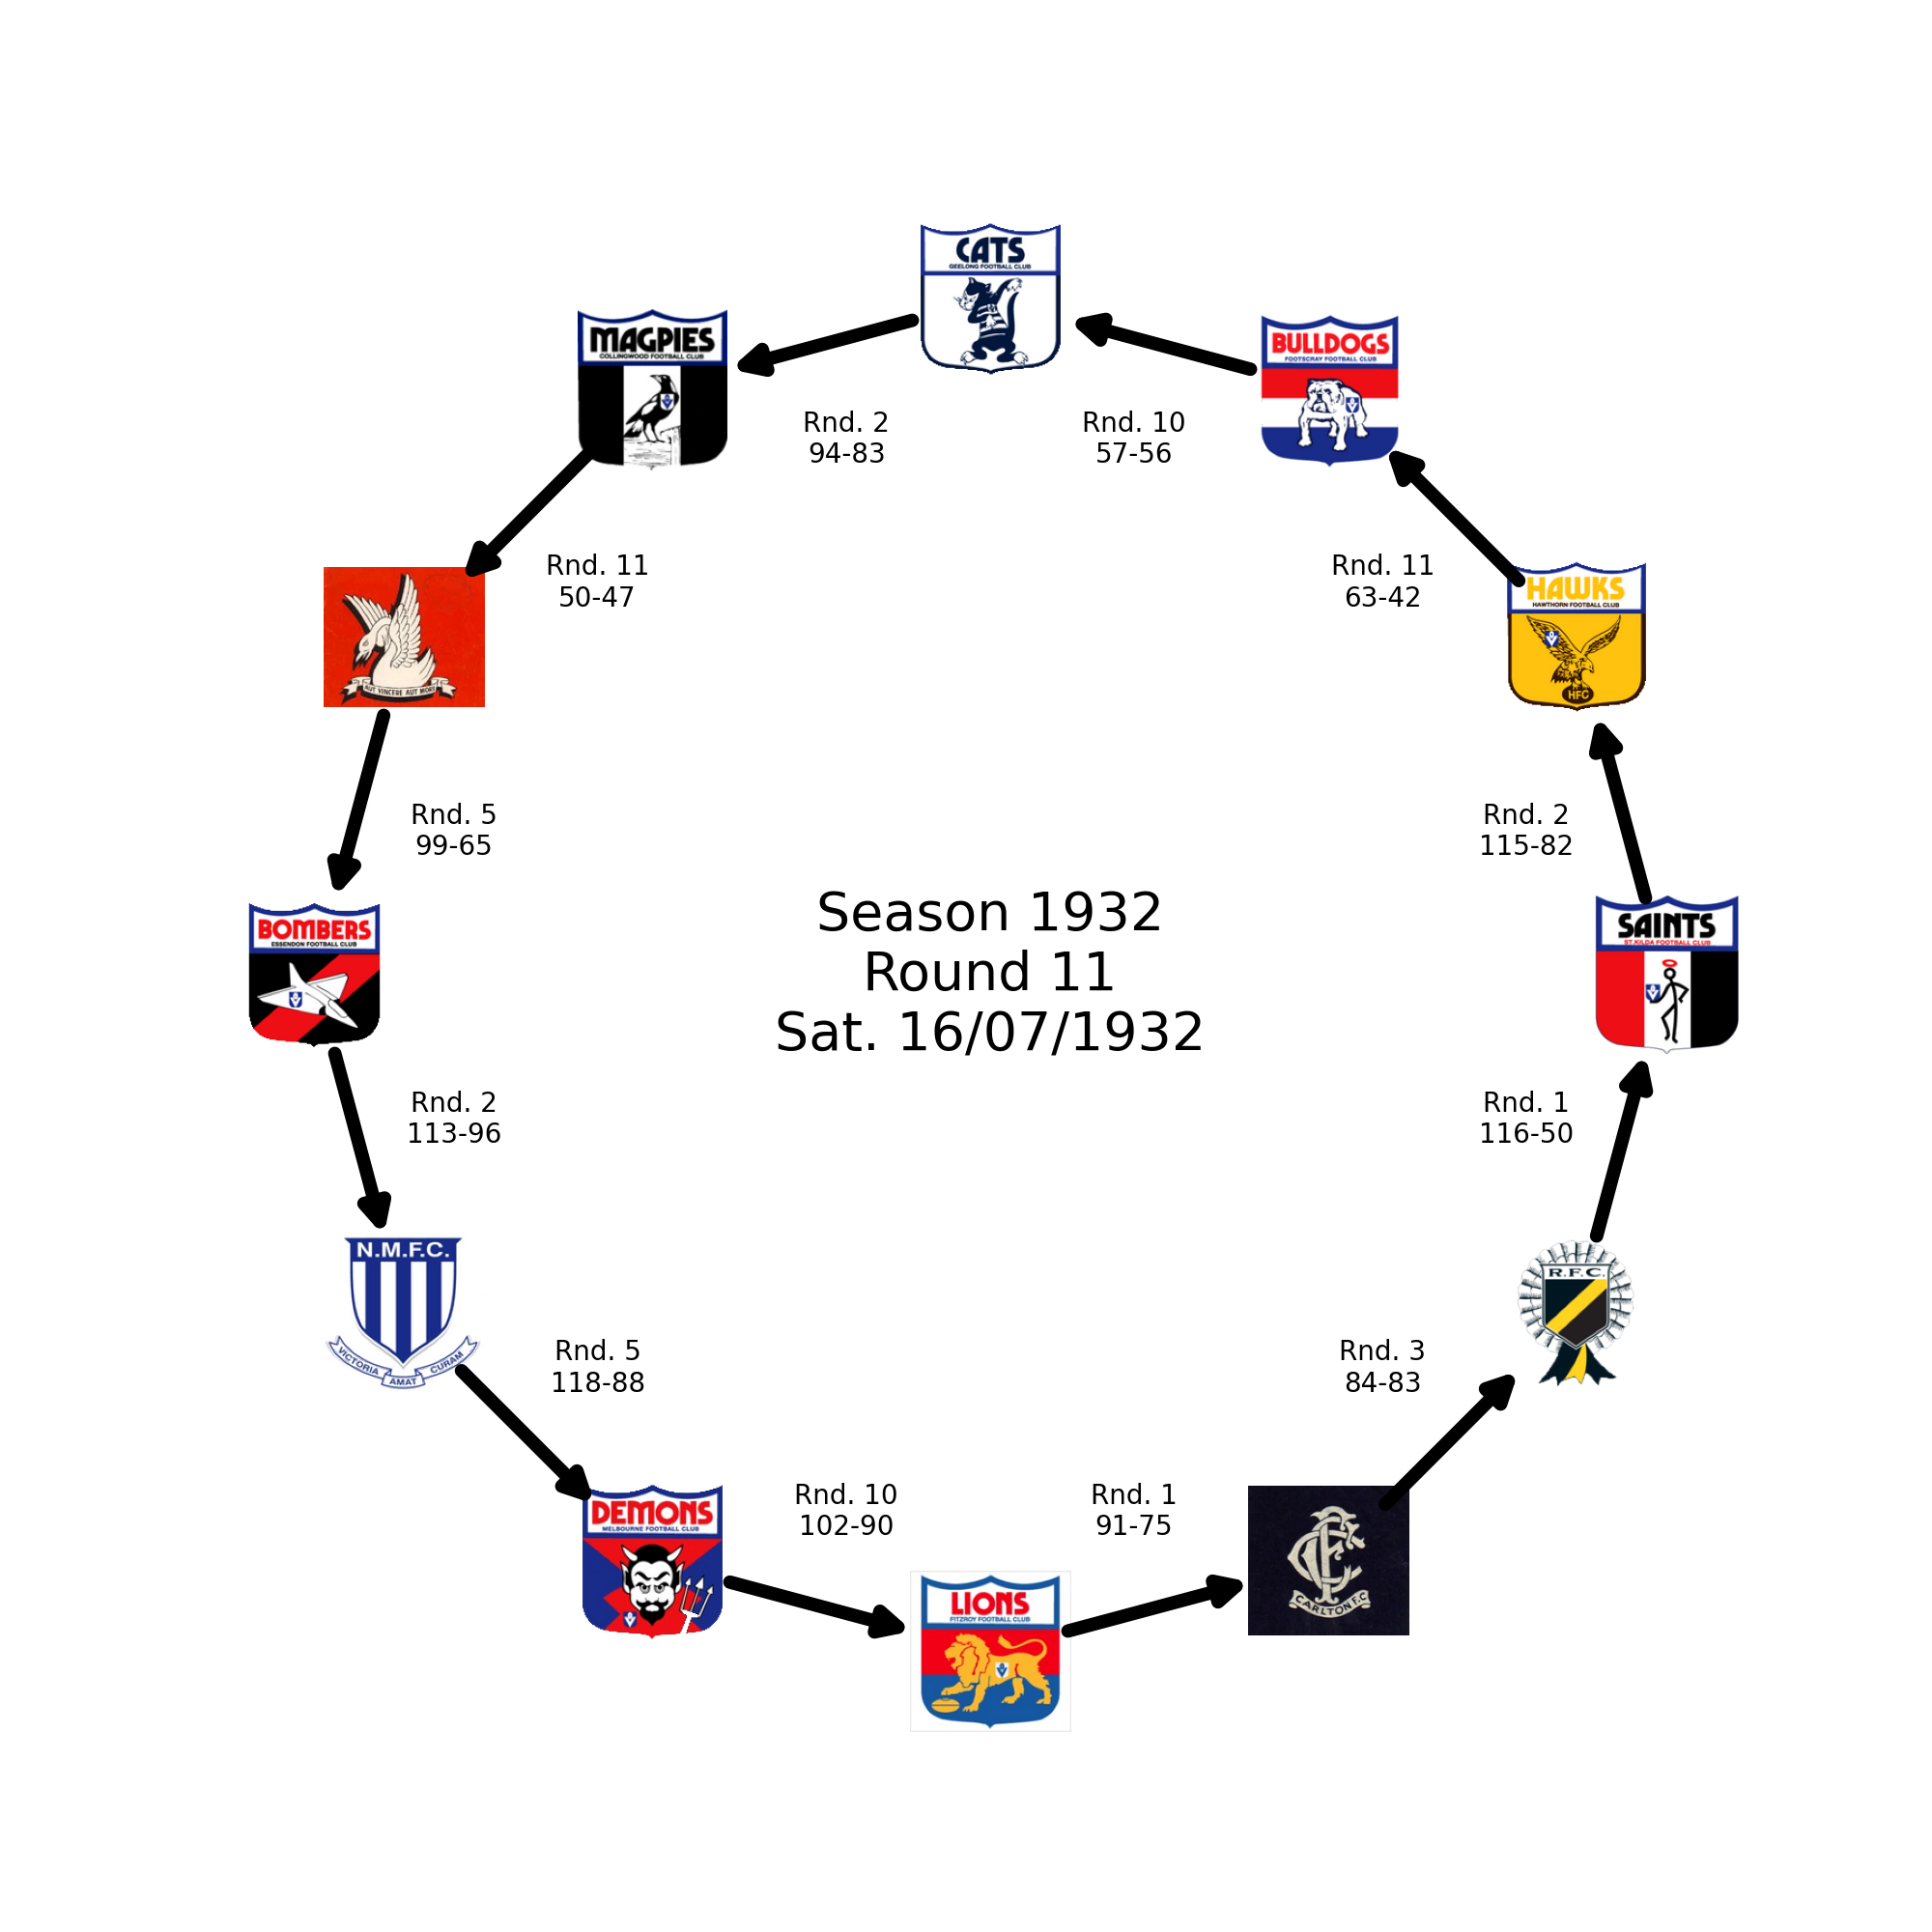 CATS
GEELONG FOOTBALL CLUB
MAGPIES
COLLINGWOOD FOOTBALL CLUB
BULLDOGS
FOOTSCRAY FOOTBALL CLUB
Rnd. 2
94-83
Rnd. 10
57-56
Rnd. 11
50-47
Rnd. 11
63-42
HAWKS
HAWTHORN FOOTBALL CLUB
HFC
AUT VINCERE AUT MORI
Rnd. 5
99-65
Rnd. 2
115-82
BOMBERS
ESSENDON FOOTBALL CLUB
Season 1932
Round 11
Sat. 16/07/1932
SAINTS
ST.KILDA FOOTBALL CLUB
Rnd. 2
113-96
Rnd. 1
116-50
N.M.F.C.
VICTORIA AMAT CURAM
R.F.C.
Rnd. 5
118-88
Rnd. 3
84-83
DEMONS
MELBOURNE FOOTBALL CLUB
Rnd. 10
102-90
Rnd. 1
91-75
LIONS
FITZROY FOOTBALL CLUB
CFC
CARLTON F.C